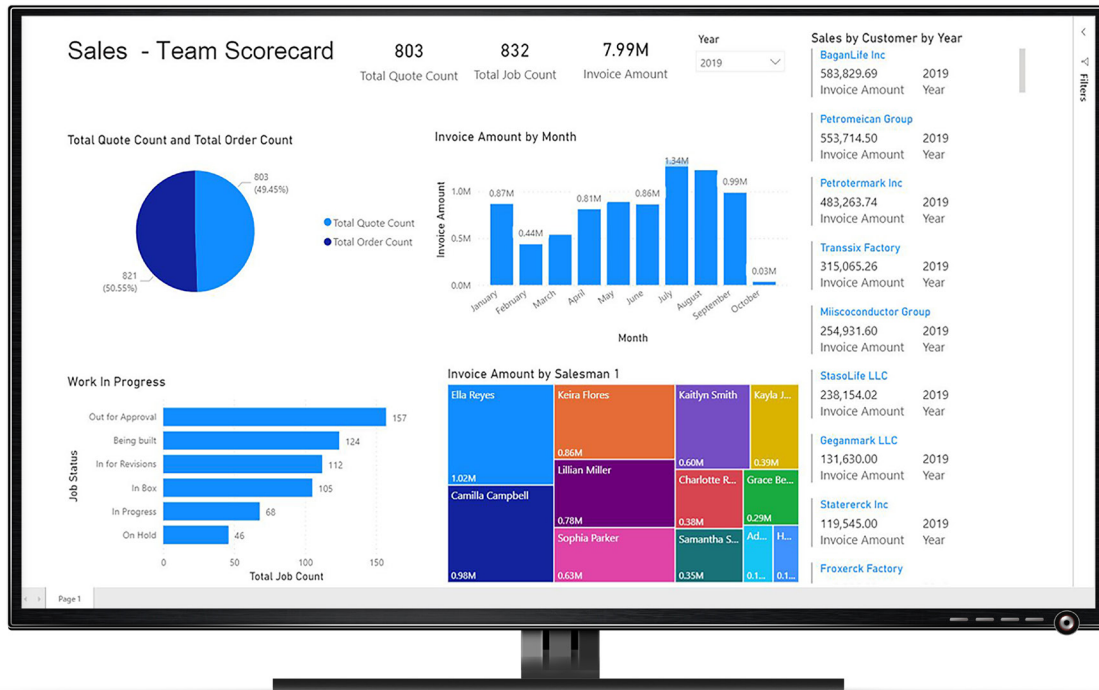 Sales - Team Scorecard
803
Total Quote Count
832
Total Job Count
7.99M
Invoice Amount
Year
2019
Total Quote Count and Total Order Count
803
(49.45%)
821
(50.55%)
Total Quote Count
Total Order Count
Invoice Amount by Month
Invoice Amount
1.0M
0.5M
0.0M
0.87M
0.44M
0.81M
0.86M
1.34M
0.99M
0.03M
January
February
March
April
May
June
July
August
September
October
Month
Work In Progress
Job Status
Out for Approval
157
Being built
124
In for Revisions
112
In Box
105
In Progress
68
On Hold
46
0
50
100
150
Total Job Count
Invoice Amount by Salesman 1
Ella Reyes
1.02M
Camilla Campbell
0.98M
Keira Flores
0.86M
Lillian Miller
0.78M
Sophia Parker
0.63M
Kaitlyn Smith
0.60M
Kayla J...
0.39M
Charlotte R...
0.38M
Grace Be...
0.29M
Samantha S...
0.35M
Ad...
0.1...
H...
0.1...
Sales by Customer by Year
BaganLife Inc
583,829.69 2019
Invoice Amount Year
Petromeican Group
553,714.50 2019
Invoice Amount Year
Petrotermark Inc
483,263.74 2019
Invoice Amount Year
Transsix Factory
315,065.26 2019
Invoice Amount Year
Miiscoconductor Group
254,931.60 2019
Invoice Amount Year
StasoLife LLC
238,154.02 2019
Invoice Amount Year
Geganmark LLC
131,630.00 2019
Invoice Amount Year
Statererck Inc
119,545.00 2019
Invoice Amount Year
Froxerck Factory
Filters
Page 1